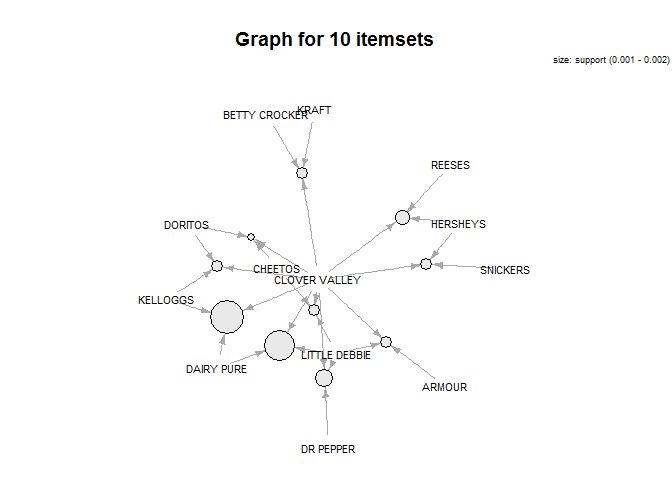 Graph for 10 itemsets
size: support (0.001 - 0.002)
KRAFT
BETTY CROCKER
REESES
DORITOS
HERSHEYS
CHEETOS
SNICKERS
CLOVER VALLEY
KELLOGGS
LITTLE DEBBIE
DAIRY PURE
ARMOUR
DR PEPPER